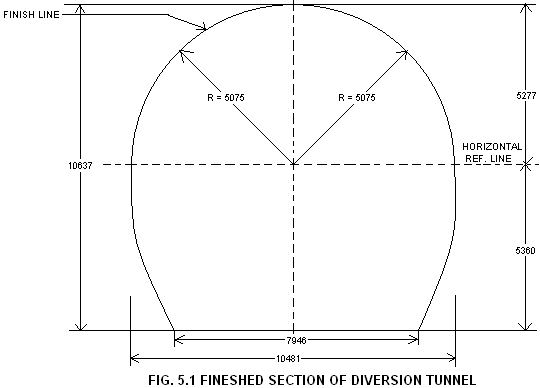 FINISH LINE
R = 5075
R = 5075
5277
HORIZONTAL
REF. LINE
10637
5360
7946
10481
FIG. 5.1 FINESHED SECTION OF DIVERSION TUNNEL